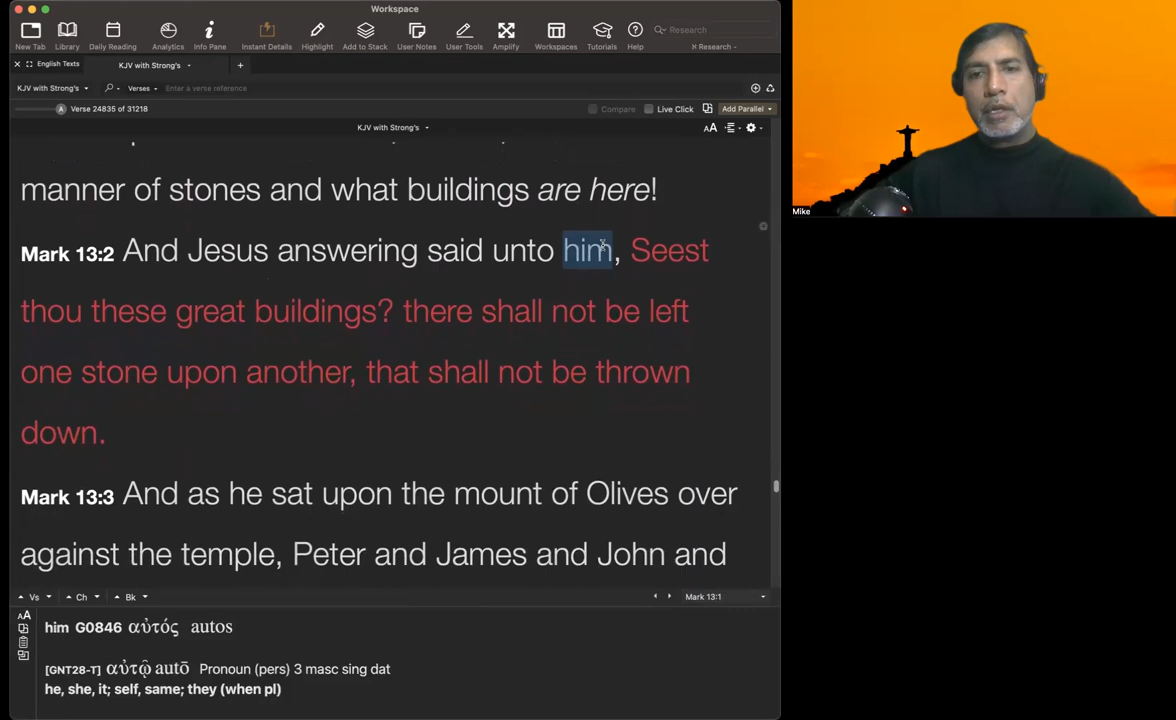 Workspace
New Tab Library Daily Reading Analytics Info Pane Instant Details Highlight Add to Stack User Notes User Tools Amplify Workspaces Tutorials Help Research
Research
English Texts KJV with Strong's +
KJV with Strong's Verses Enter a verse reference
A Verse 24835 of 31218 Compare Live Click Add Parallel
KJV with Strong's AA
manner of stones and what buildings are here!
Mark 13:2 And Jesus answering said unto him, Seest
thou these great buildings? there shall not be left
one stone upon another, that shall not be thrown
down.
Mark 13:3 And as he sat upon the mount of Olives over
against the temple, Peter and James and John and
Vs Ch Bk Mark 13:1
AA
him G0846 αὐτός autos
[GNT28-T] αὐτῷ autō Pronoun (pers) 3 masc sing dat
he, she, it; self, same; they (when pl)
Mike